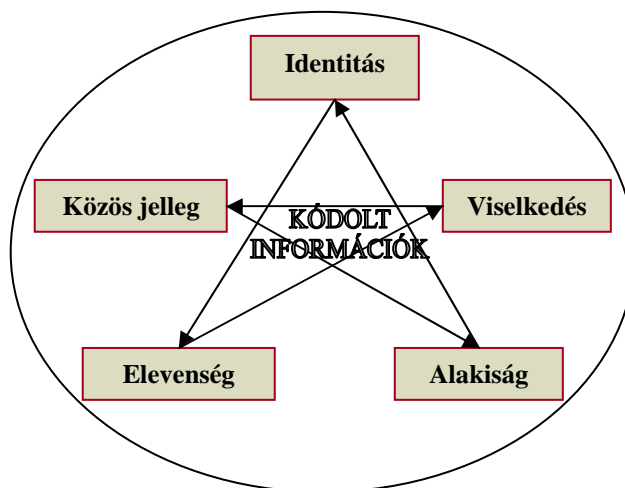 Identitás
Közös jelleg
Viselkedés
KÓDOLT
INFORMÁCIÓK
Elevenség
Alakiság